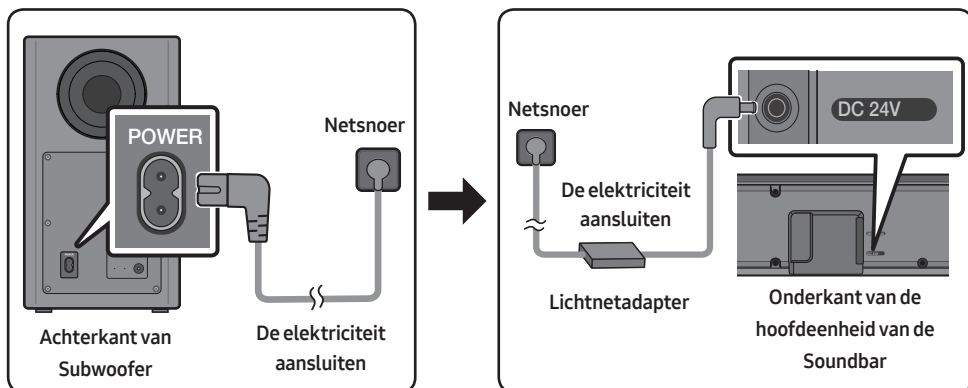 POWER
Netsnoer
Achterkant van
Subwoofer
De elektriciteit
aansluiten
Netsnoer
DC 24V
De elektriciteit
aansluiten
Lichtnetadapter
Onderkant van de
hoofdeenheid van de
Soundbar